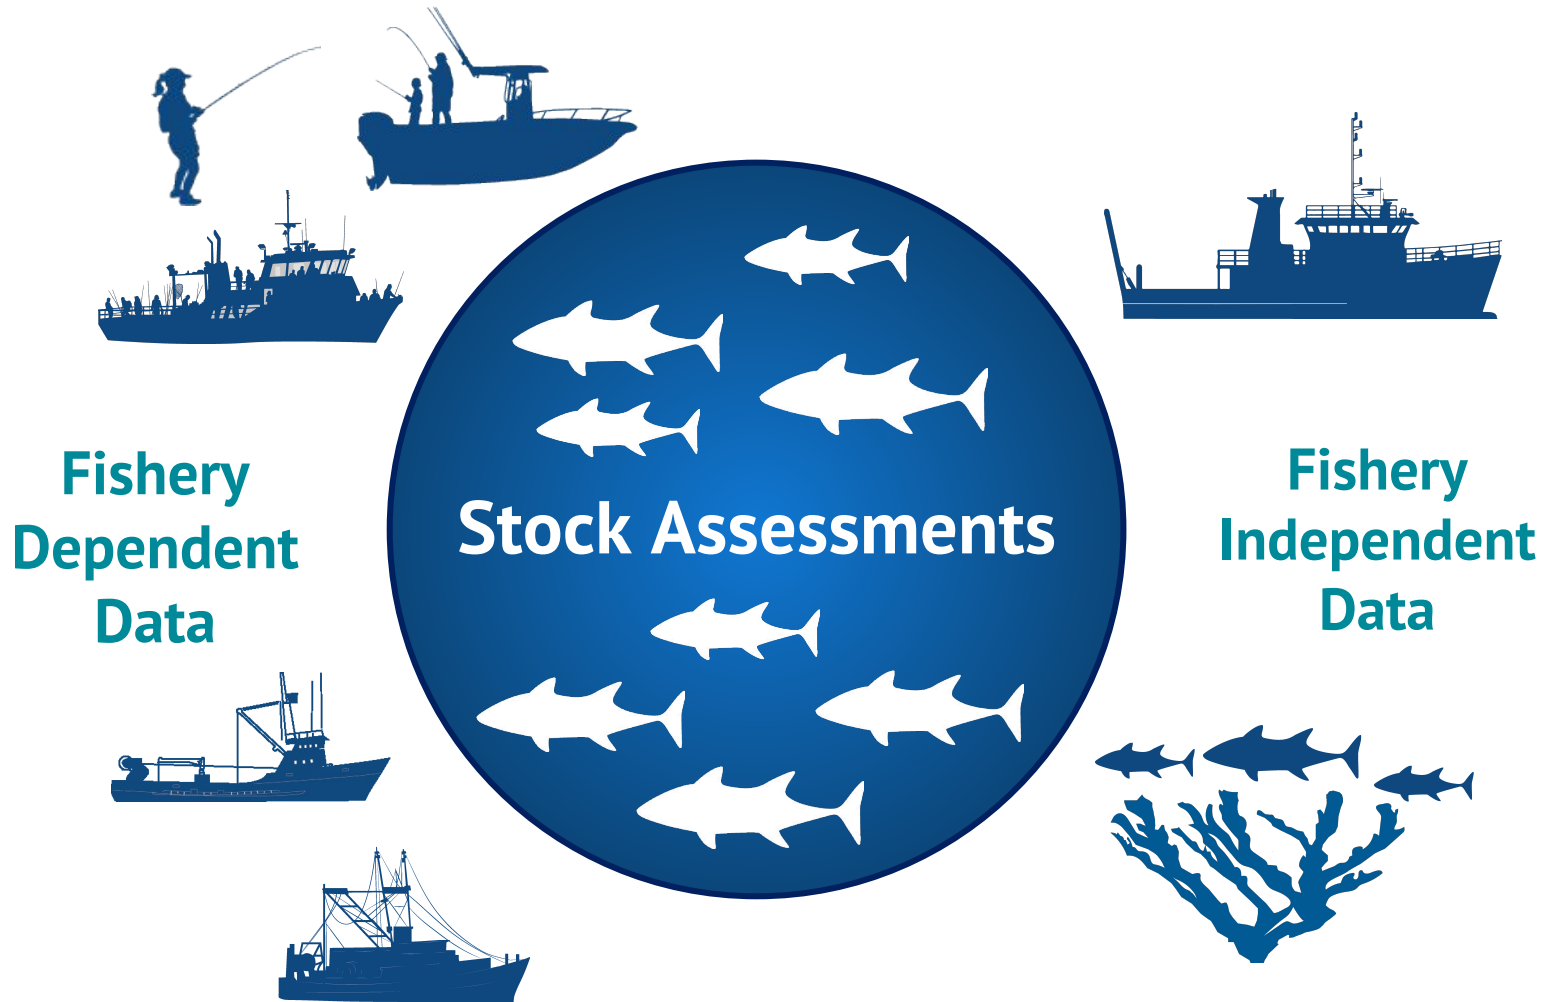 Fishery
Dependent
Data
Stock Assessments
Fishery
Independent
Data